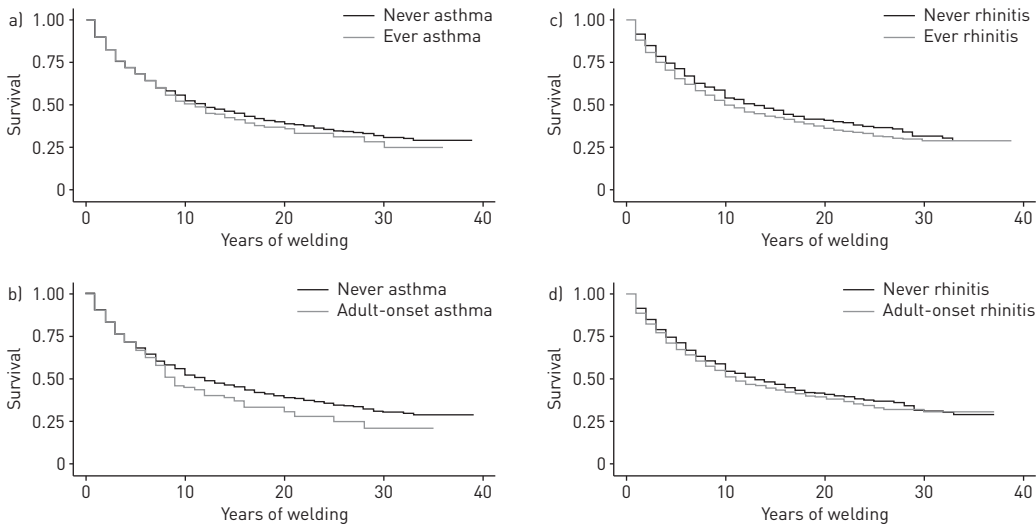 a)
Never asthma
Ever asthma
1.00
0.75
0.50
0.25
0
Survival
0 10 20 30 40
Years of welding
c)
Never rhinitis
Ever rhinitis
1.00
0.75
0.50
0.25
0
Survival
0 10 20 30 40
Years of welding
b)
Never asthma
Adult-onset asthma
1.00
0.75
0.50
0.25
0
Survival
0 10 20 30 40
Years of welding
d)
Never rhinitis
Adult-onset rhinitis
1.00
0.75
0.50
0.25
0
Survival
0 10 20 30 40
Years of welding